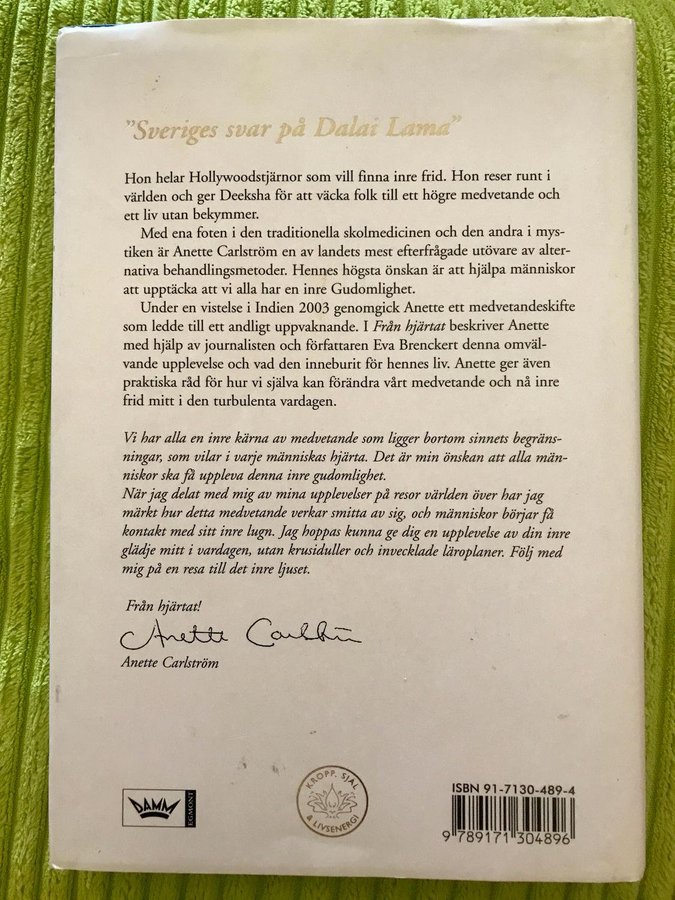 "Sveriges svar på Dalai Lama"
Hon helar Hollywoodstjärnor som vill finna inre frid. Hon reser runt i
världen och ger Deeksha för att väcka folk till ett högre medvetande och
ett liv utan bekymmer.
Med ena foten i den traditionella skolmedicinen och den andra i mys-
tiken är Anette Carlström en av landets mest efterfrågade utövare av alter-
nativa behandlingsmetoder. Hennes högsta önskan är att hjälpa människor
att upptäcka att vi alla har en inre Gudomlighet.
Under en vistelse i Indien 2003 genomgick Anette ett medvetandeskifte
som ledde till ett andligt uppvaknande. I Från hjärtat beskriver Anette
med hjälp av journalisten och författaren Eva Brenckert denna omväl-
vande upplevelse och vad den inneburit för hennes liv. Anette ger även
praktiska råd för hur vi själva kan förändra vårt medvetande och nå inre
frid mitt i den turbulenta vardagen.
Vi har alla en inre kärna av medvetande som ligger bortom sinnets begräns-
ningar, som vilar i varje människas hjärta. Det är min önskan att alla män-
niskor ska få uppleva denna inre gudomlighet.
När jag delat med mig av mina upplevelser på resor världen över har jag
märkt hur detta medvetande verkar smitta av sig, och människor börjar få
kontakt med sitt inre lugn. Jag hoppas kunna ge dig en upplevelse av din inre
glädje mitt i vardagen, utan krusiduller och invecklade läroplaner. Följ med
mig på en resa till det inre ljuset.
Från hjärtat!
Anette Carlström
Anette Carlström
DAMM
EGMONT
KROPP, SJÄL
& LIVSENERGI
ISBN 91-7130-489-4
9 789171 304896